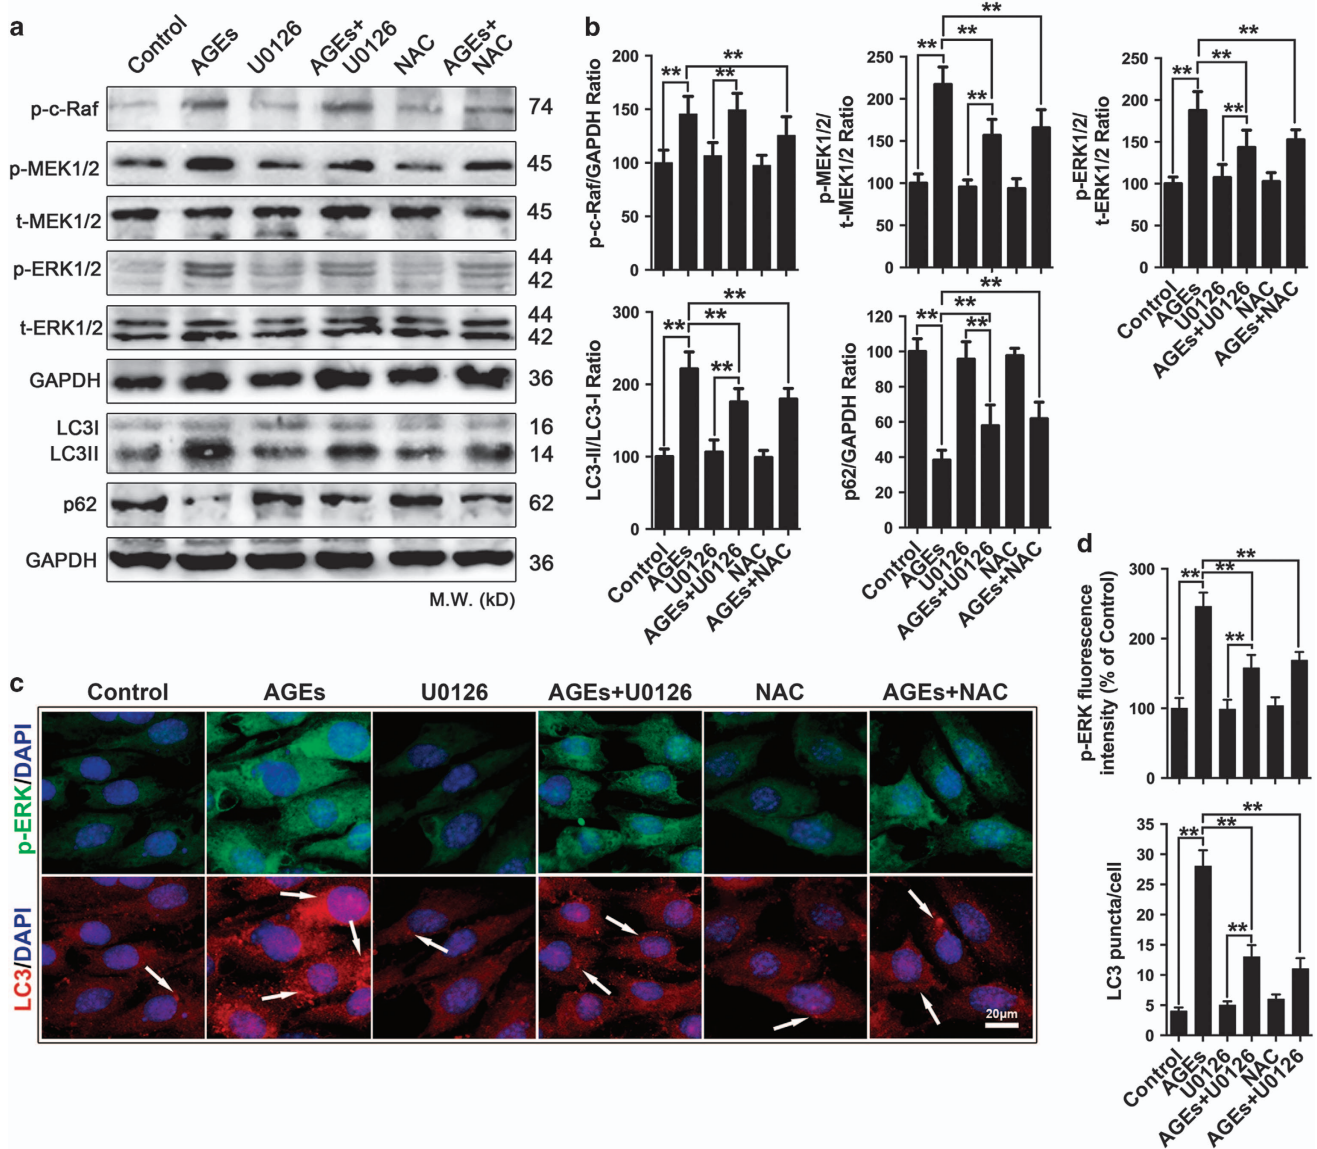 a
Control
AGEs
U0126
AGEs+
U0126
NAC
AGEs+
NAC
p-c-Raf
74
p-MEK1/2
45
t-MEK1/2
45
p-ERK1/2
44
42
t-ERK1/2
44
42
GAPDH
36
LC3I
16
LC3II
14
p62
62
GAPDH
36
M.W. (kD)
b
p-c-Raf/GAPDH Ratio
200
150
100
50
0
**
**
**
p-MEK1/2/
t-MEK1/2 Ratio
250
200
150
100
50
0
**
**
**
**
p-ERK1/2/
t-ERK1/2 Ratio
250
200
150
100
50
0
**
**
**
**
Control
AGEs
U0126
AGEs+U0126
NAC
AGEs+NAC
LC3-II/LC3-I Ratio
300
200
100
0
**
**
**
**
Control
AGEs
U0126
AGEs+U0126
NAC
AGEs+NAC
p62/GAPDH Ratio
120
100
80
60
40
20
0
**
**
**
**
Control
AGEs
U0126
AGEs+U0126
NAC
AGEs+NAC
c
Control
AGEs
U0126
AGEs+U0126
NAC
AGEs+NAC
p-ERK/DAPI
LC3/DAPI
20μm
d
p-ERK fluorescence
intensity (% of Control)
300
200
100
0
**
**
**
**
LC3 puncta/cell
35
30
25
20
15
10
5
0
**
**
**
**
Control
AGEs
U0126
AGEs+U0126
NAC
AGEs+U0126